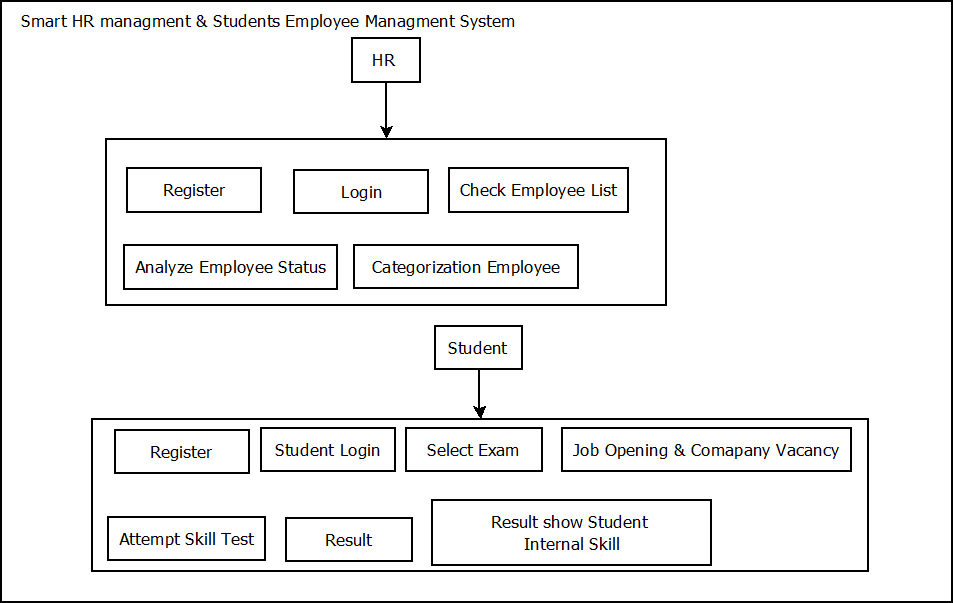 Smart HR managment & Students Employee Managment System
HR
Register
Login
Check Employee List
Analyze Employee Status
Categorization Employee
Student
Register
Student Login
Select Exam
Job Opening & Comapany Vacancy
Attempt Skill Test
Result
Result show Student
Internal Skill